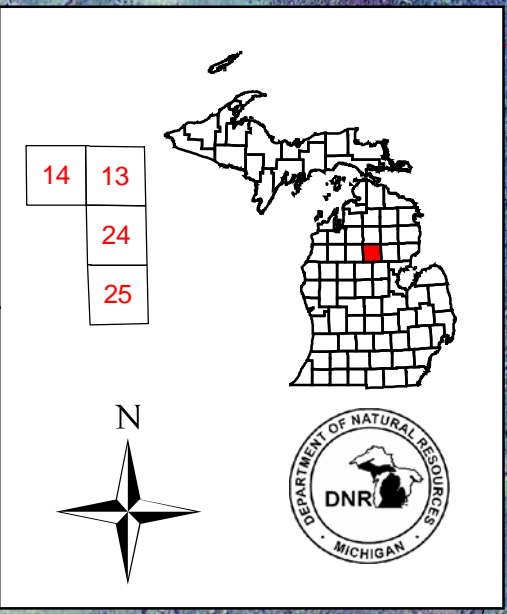 14 13
24
25
N
DEPARTMENT OF NATURAL RESOURCES
DNR
· MICHIGAN ·